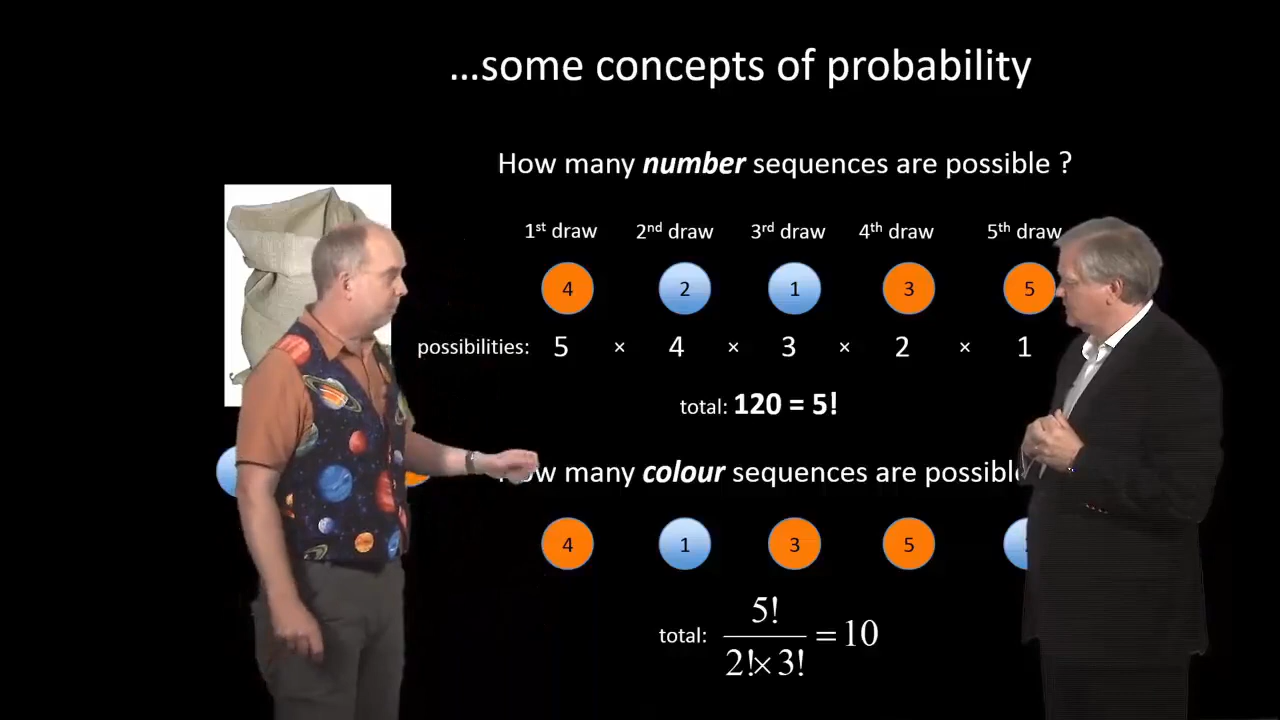 ...some concepts of probability
How many number sequences are possible ?
1st draw 2nd draw 3rd draw 4th draw 5th draw
4 2 1 3 5
possibilities: 5 × 4 × 3 × 2 × 1
total: 120 = 5!
many colour sequences are
4 1 3 5
total: 5! / 2!× 3! = 10